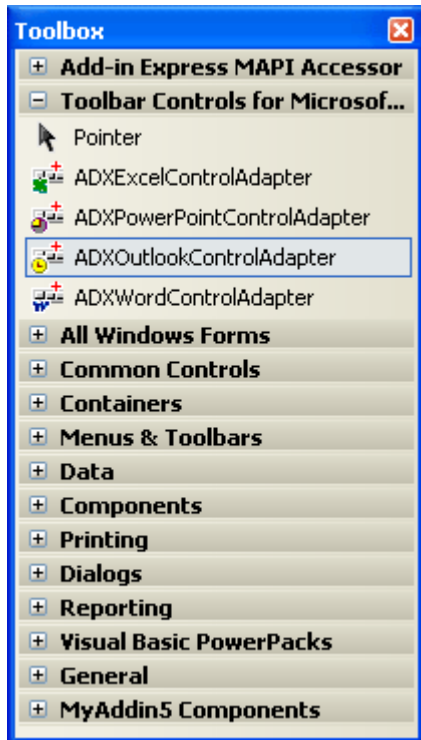 Toolbox
Add-in Express MAPI Accessor
Toolbar Controls for Microsof...
Pointer
ADXExcelControlAdapter
ADXPowerPointControlAdapter
ADXOutlookControlAdapter
ADXWordControlAdapter
All Windows Forms
Common Controls
Containers
Menus & Toolbars
Data
Components
Printing
Dialogs
Reporting
Visual Basic PowerPacks
General
MyAddin5 Components